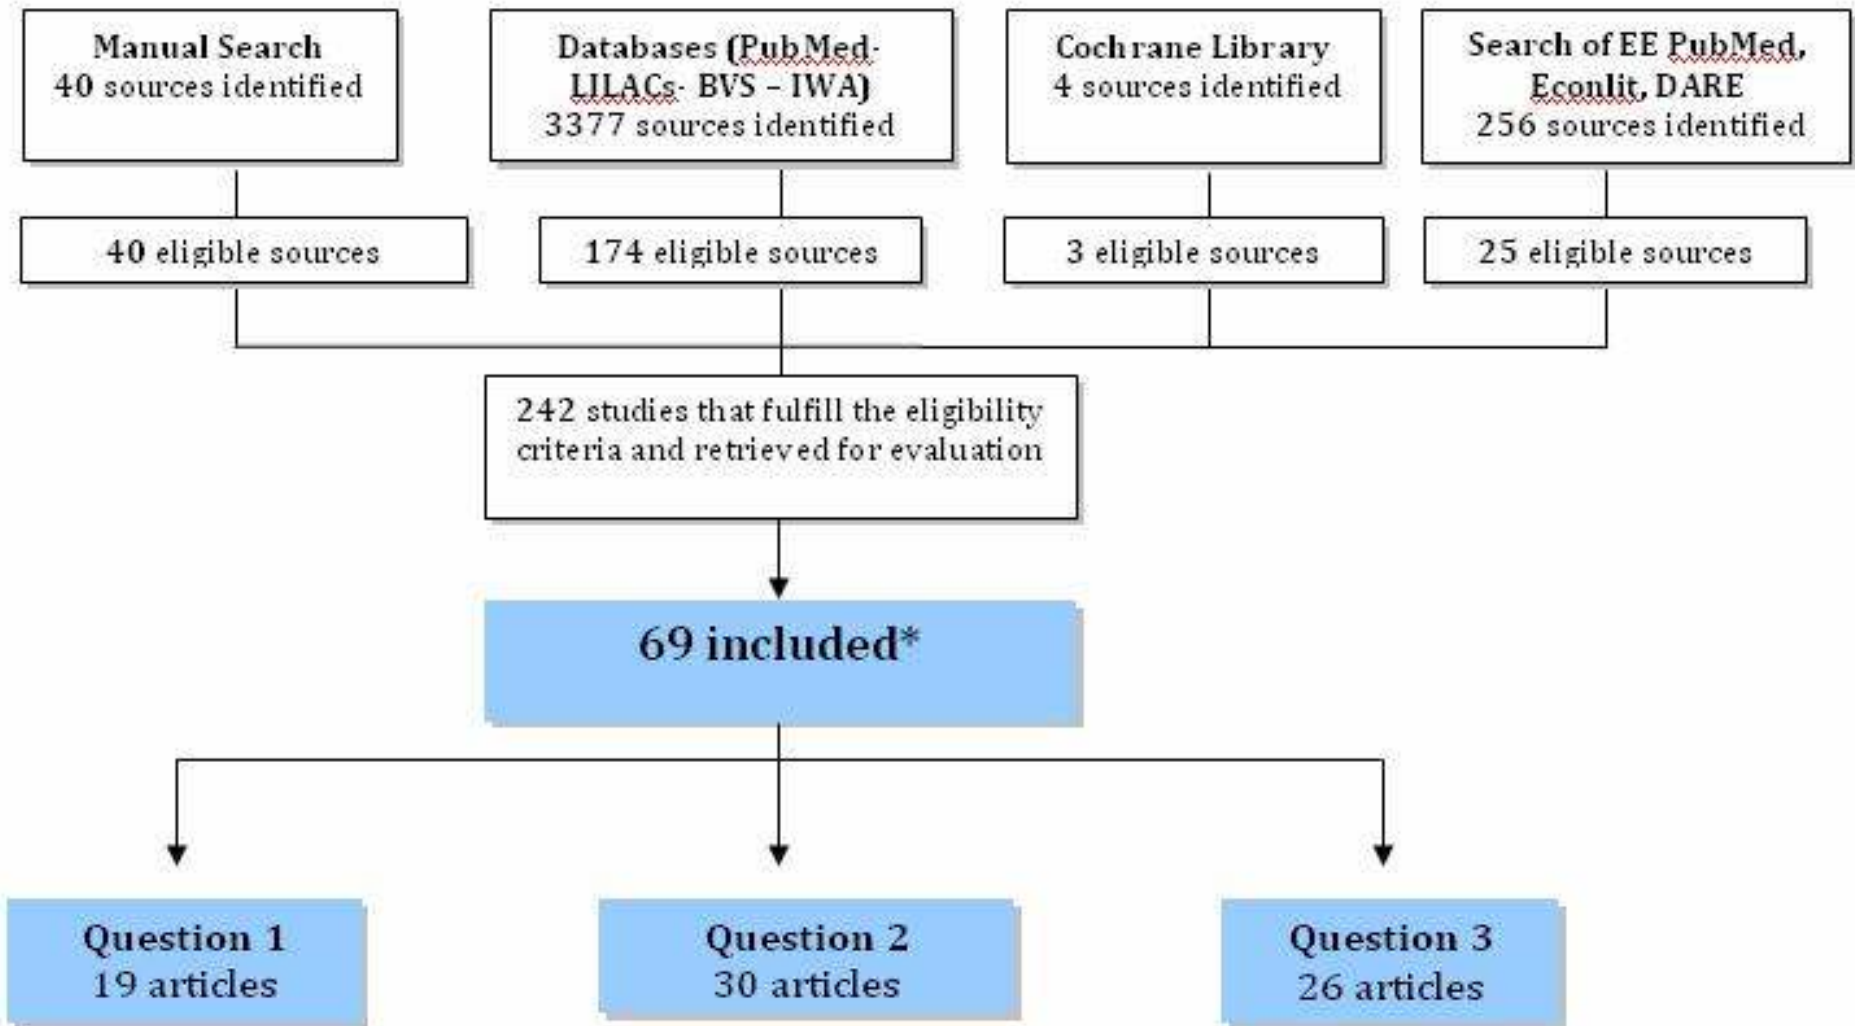 Manual Search
40 sources identified
Databases (PubMed-
LILACs- BVS – IWA)
3377 sources identified
Cochrane Library
4 sources identified
Search of EE PubMed,
Econlit, DARE
256 sources identified
40 eligible sources
174 eligible sources
3 eligible sources
25 eligible sources
242 studies that fulfill the eligibility
criteria and retrieved for evaluation
69 included*
Question 1
19 articles
Question 2
30 articles
Question 3
26 articles